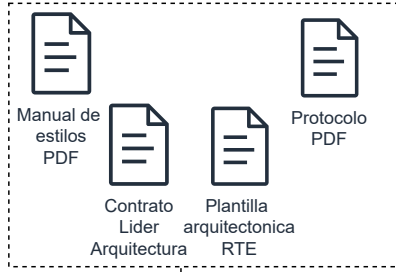 Manual de
estilos
PDF
Protocolo
PDF
Contrato
Lider
Arquitectura
Plantilla
arquitectonica
RTE